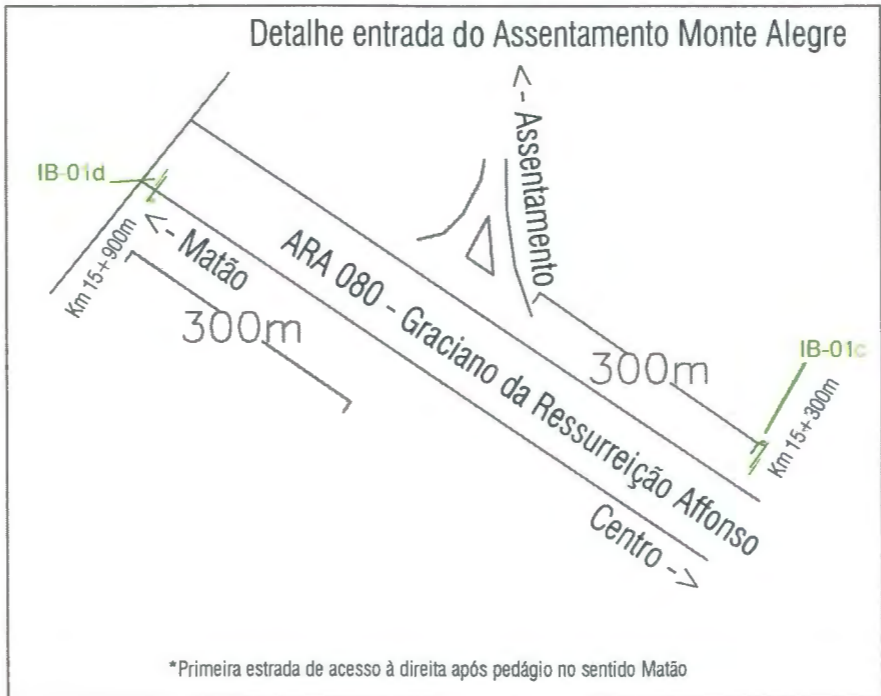 Detalhe entrada do Assentamento Monte Alegre
<- Assentamento
IB-01d
Km 15+900m
<- Matão
300m
ARA 080 - Graciano da Ressurreição Affonso
300m
IB-01c
Km 15+300m
Centro ->
*Primeira estrada de acesso à direita após pedágio no sentido Matão